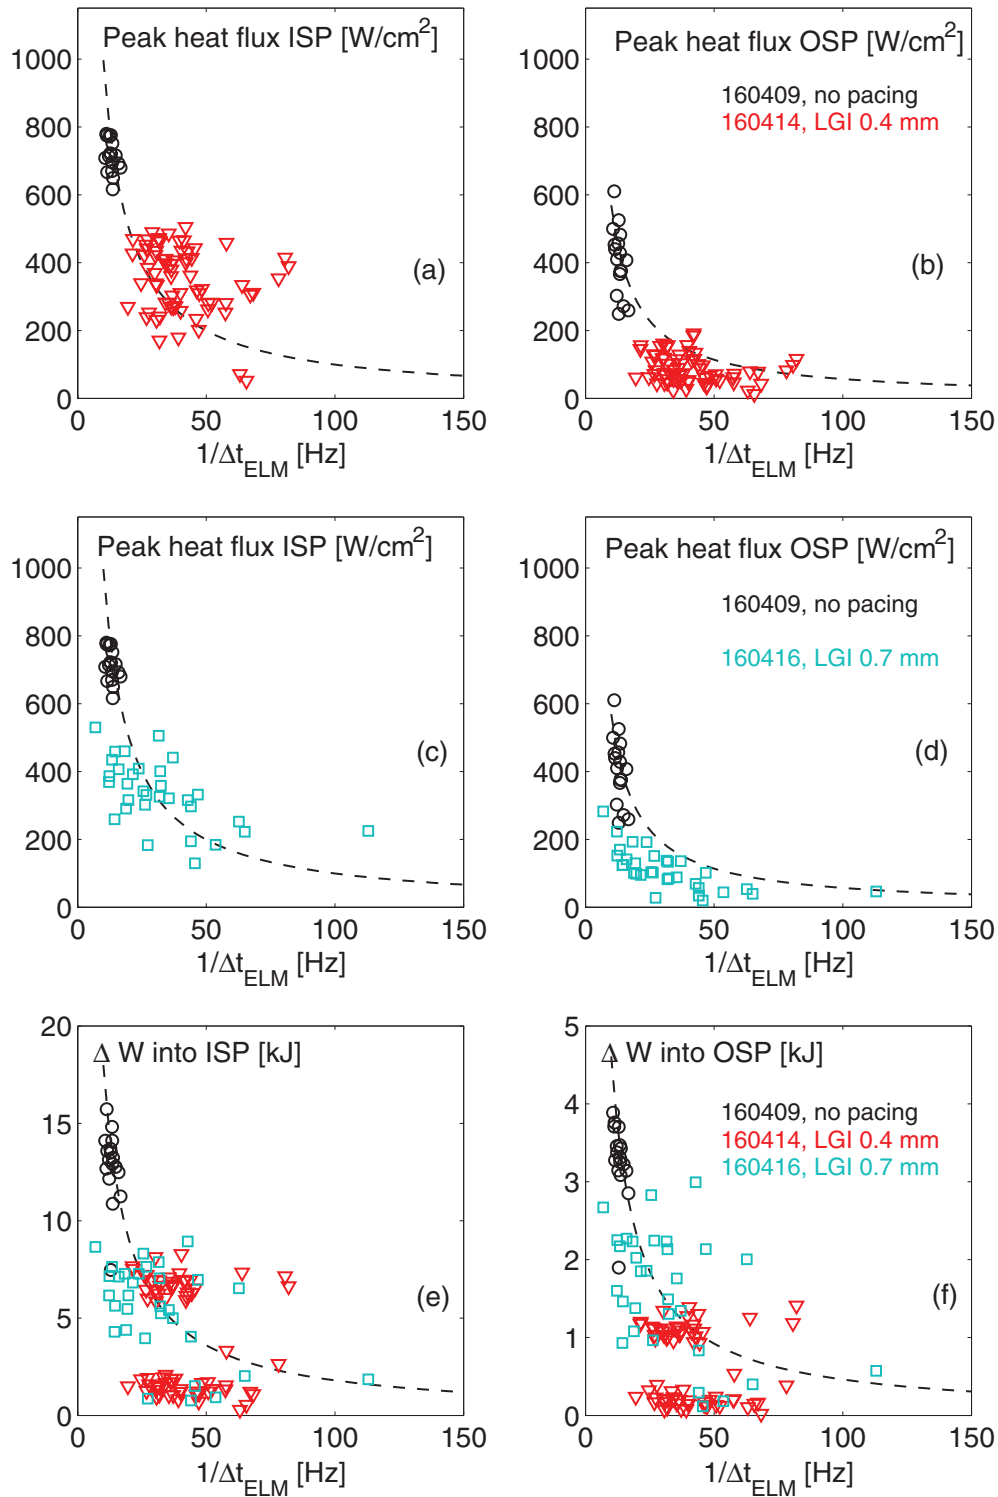 Peak heat flux ISP [W/cm²]
1000
800
600
400
200
0
(a)
0 50 100 150
1/Δt_ELM [Hz]
Peak heat flux OSP [W/cm²]
160409, no pacing
160414, LGI 0.4 mm
1000
800
600
400
200
0
(b)
0 50 100 150
1/Δt_ELM [Hz]
Peak heat flux ISP [W/cm²]
1000
800
600
400
200
0
(c)
0 50 100 150
1/Δt_ELM [Hz]
Peak heat flux OSP [W/cm²]
160409, no pacing
160416, LGI 0.7 mm
1000
800
600
400
200
0
(d)
0 50 100 150
1/Δt_ELM [Hz]
Δ W into ISP [kJ]
20
15
10
5
0
(e)
0 50 100 150
1/Δt_ELM [Hz]
Δ W into OSP [kJ]
160409, no pacing
160414, LGI 0.4 mm
160416, LGI 0.7 mm
5
4
3
2
1
0
(f)
0 50 100 150
1/Δt_ELM [Hz]